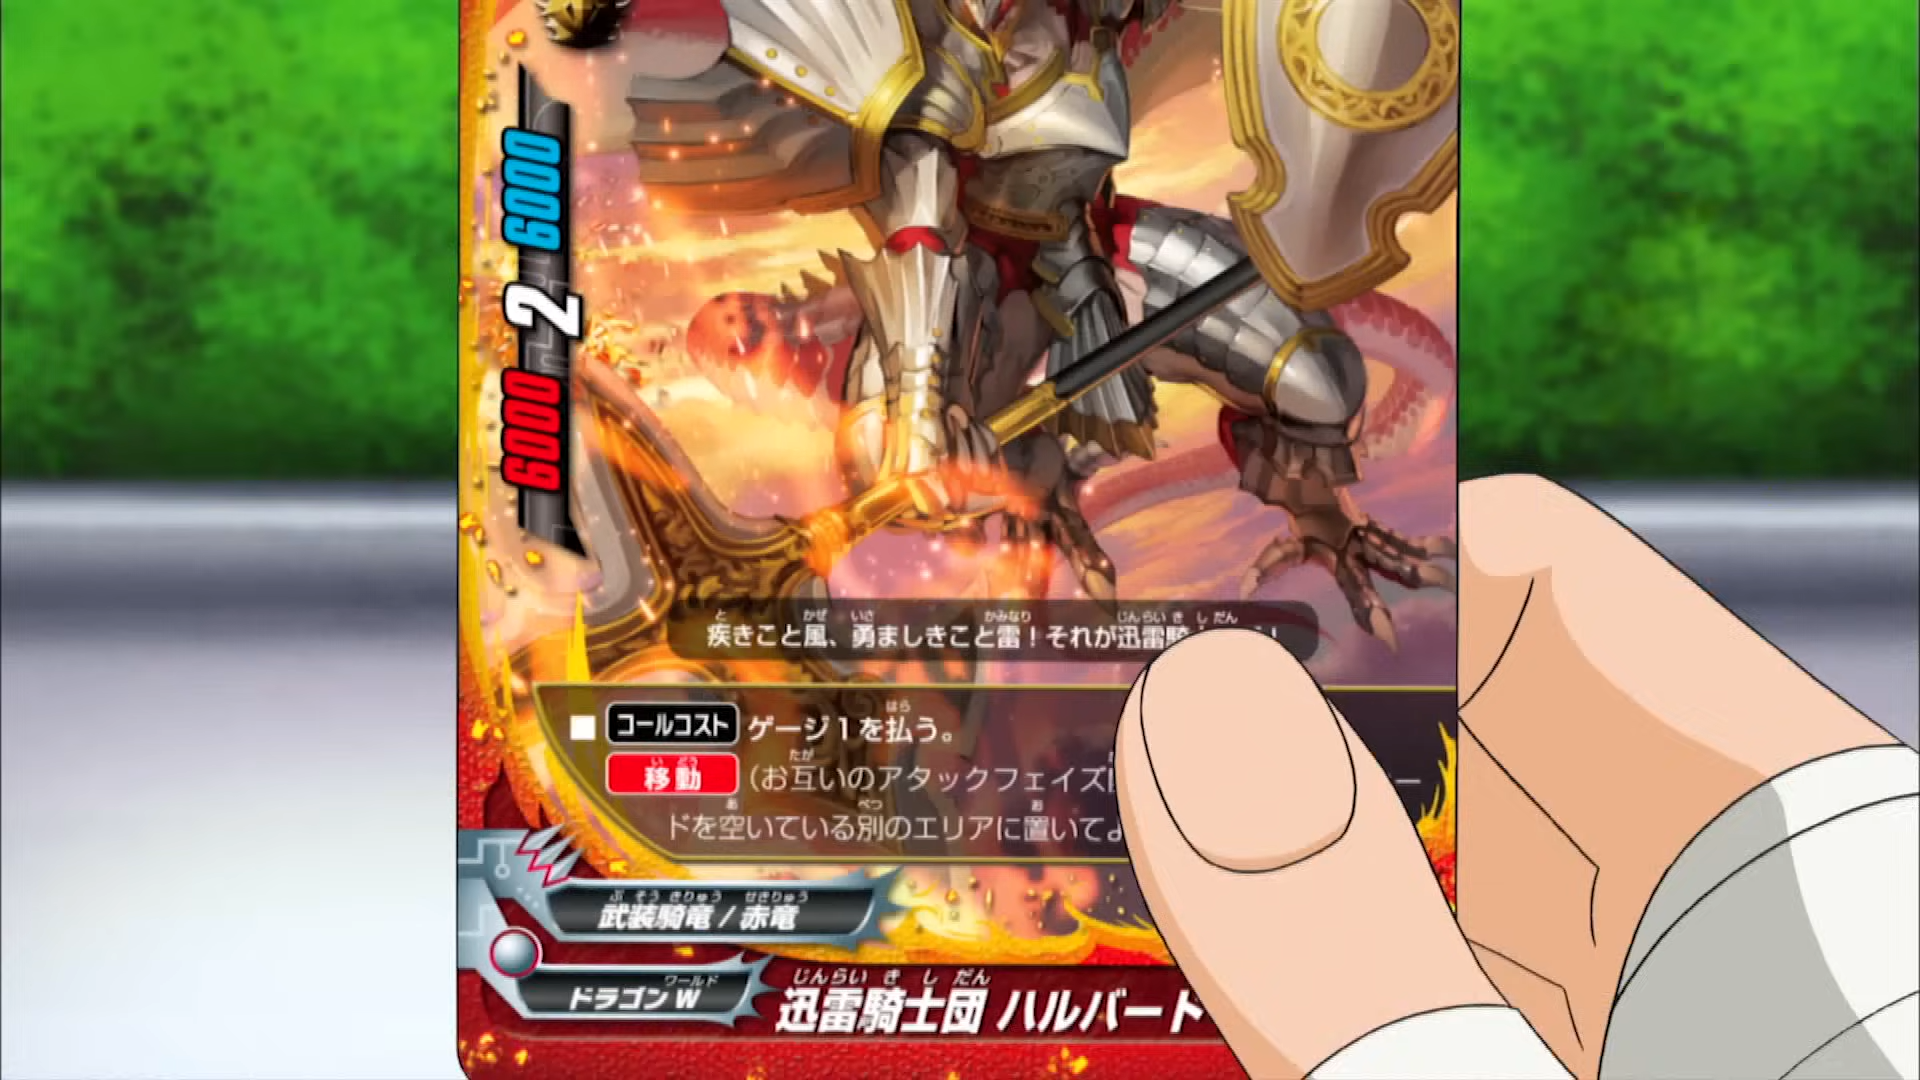 6000
2
6000
疾きこと風、勇ましきこと雷！それが迅雷騎
■ コールコスト ゲージ1を払う。
移動 (お互いのアタックフェイズ
ドを空いている別のエリアに置いて
武装騎竜/赤竜
ドラゴンW
迅雷騎士団 ハルバード